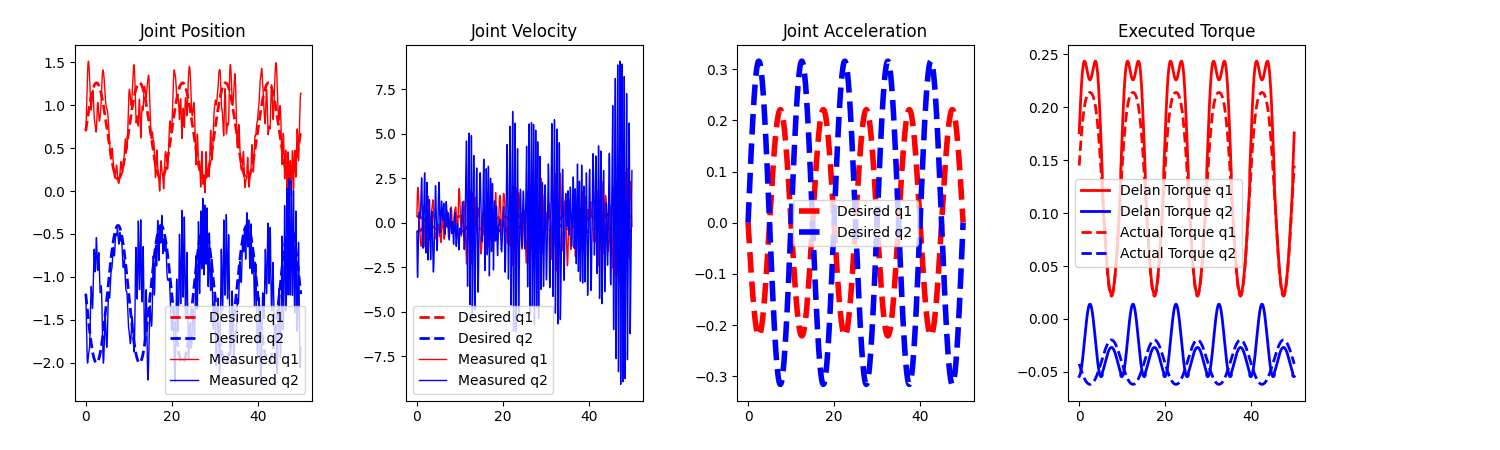 Joint Position
1.5
1.0
0.5
0.0
−0.5
−1.0
−1.5
−2.0
0
20
40
Desired q1
Desired q2
Measured q1
Measured q2
Joint Velocity
7.5
5.0
2.5
0.0
−2.5
−5.0
−7.5
0
20
40
Desired q1
Desired q2
Measured q1
Measured q2
Joint Acceleration
0.3
0.2
0.1
0.0
−0.1
−0.2
−0.3
0
20
40
Desired q1
Desired q2
Executed Torque
0.25
0.20
0.15
0.10
0.05
0.00
−0.05
0
20
40
Delan Torque q1
Delan Torque q2
Actual Torque q1
Actual Torque q2